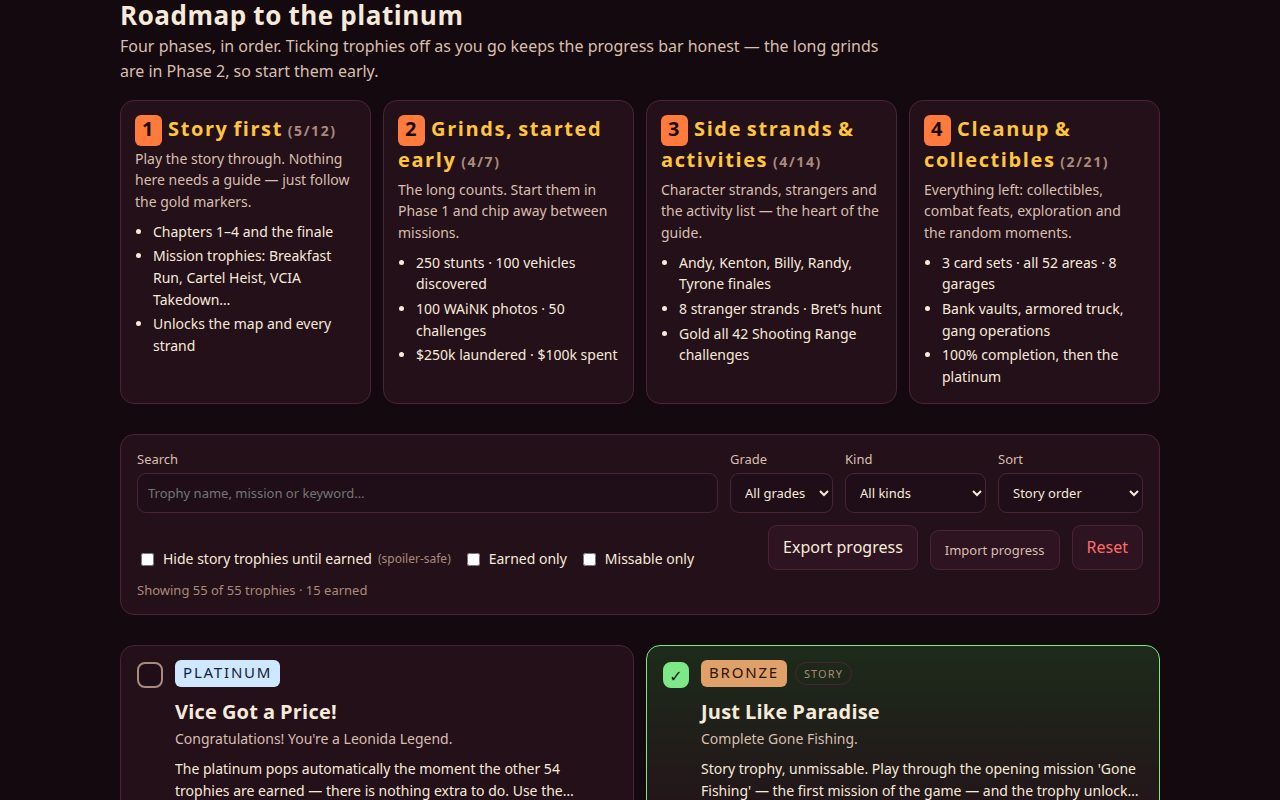 Roadmap to the platinum
Four phases, in order. Ticking trophies off as you go keeps the progress bar honest — the long grinds
are in Phase 2, so start them early.
1 Story first (5/12)
Play the story through. Nothing
here needs a guide — just follow
the gold markers.
• Chapters 1–4 and the finale
• Mission trophies: Breakfast
Run, Cartel Heist, VCIA
Takedown...
• Unlocks the map and every
strand
2 Grinds, started
early (4/7)
The long counts. Start them in
Phase 1 and chip away between
missions.
• 250 stunts · 100 vehicles
discovered
• 100 WAiNK photos · 50
challenges
• $250k laundered · $100k spent
3 Side strands &
activities (4/14)
Character strands, strangers and
the activity list — the heart of the
guide.
• Andy, Kenton, Billy, Randy,
Tyrone finales
• 8 stranger strands · Bret's hunt
• Gold all 42 Shooting Range
challenges
4 Cleanup &
collectibles (2/21)
Everything left: collectibles,
combat feats, exploration and
the random moments.
• 3 card sets · all 52 areas · 8
garages
• Bank vaults, armored truck,
gang operations
• 100% completion, then the
platinum
Search
Trophy name, mission or keyword...
Grade
All grades
Kind
All kinds
Sort
Story order
Hide story trophies until earned (spoiler-safe)
Earned only
Missable only
Export progress
Import progress
Reset
Showing 55 of 55 trophies · 15 earned
PLATINUM
Vice Got a Price!
Congratulations! You're a Leonida Legend.
The platinum pops automatically the moment the other 54
trophies are earned — there is nothing extra to do. Use the...
✓ BRONZE STORY
Just Like Paradise
Complete Gone Fishing.
Story trophy, unmissable. Play through the opening mission 'Gone
Fishing' — the first mission of the game — and the trophy unlock...